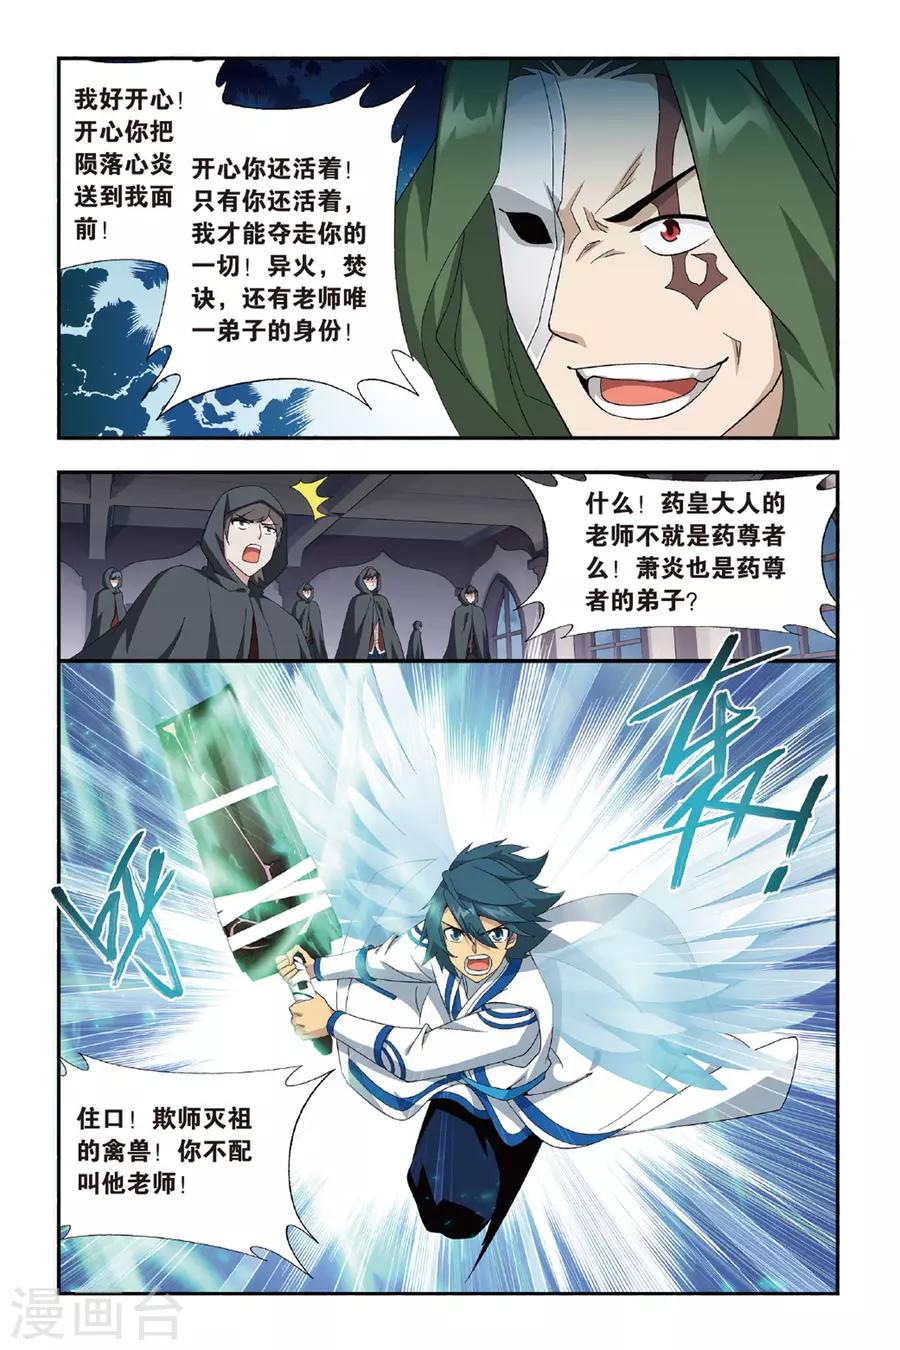 我好开心！
开心你把
陨落心炎
送到我面
前！
开心你还活着！
只有你还活着，
我才能夺走你的
一切！异火，焚
诀，还有老师唯
一弟子的身份！
什么！药皇大人的
老师不就是药尊者
么！萧炎也是药尊
者的弟子？
轰！
呀
住口！欺师灭祖
的禽兽！你不配
叫他老师！
漫画台